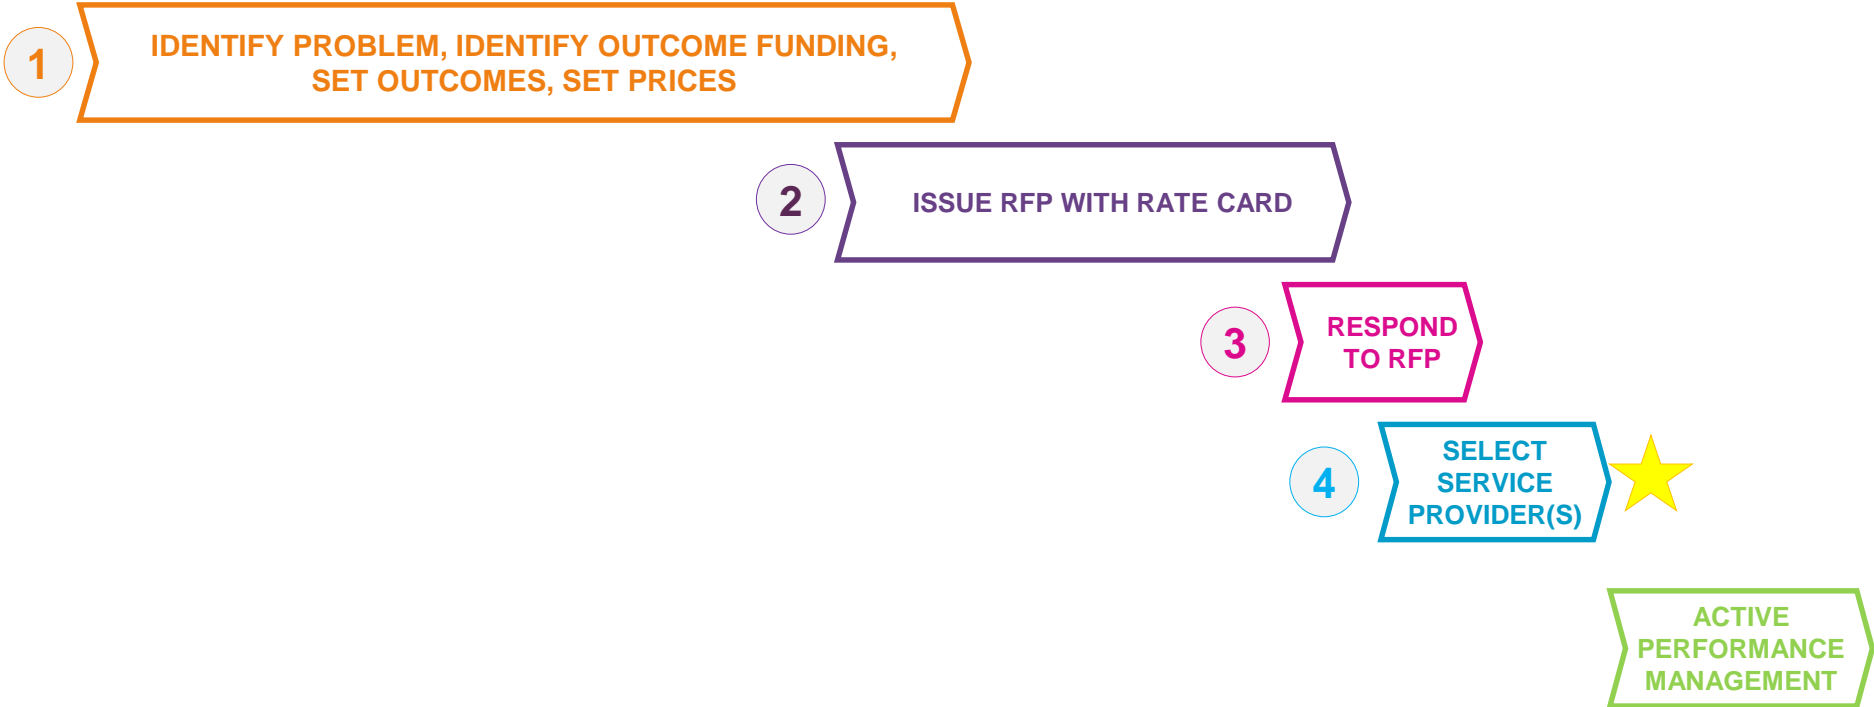 1
IDENTIFY PROBLEM, IDENTIFY OUTCOME FUNDING,
SET OUTCOMES, SET PRICES
2
ISSUE RFP WITH RATE CARD
3
RESPOND
TO RFP
4
SELECT
SERVICE
PROVIDER(S)
ACTIVE
PERFORMANCE
MANAGEMENT